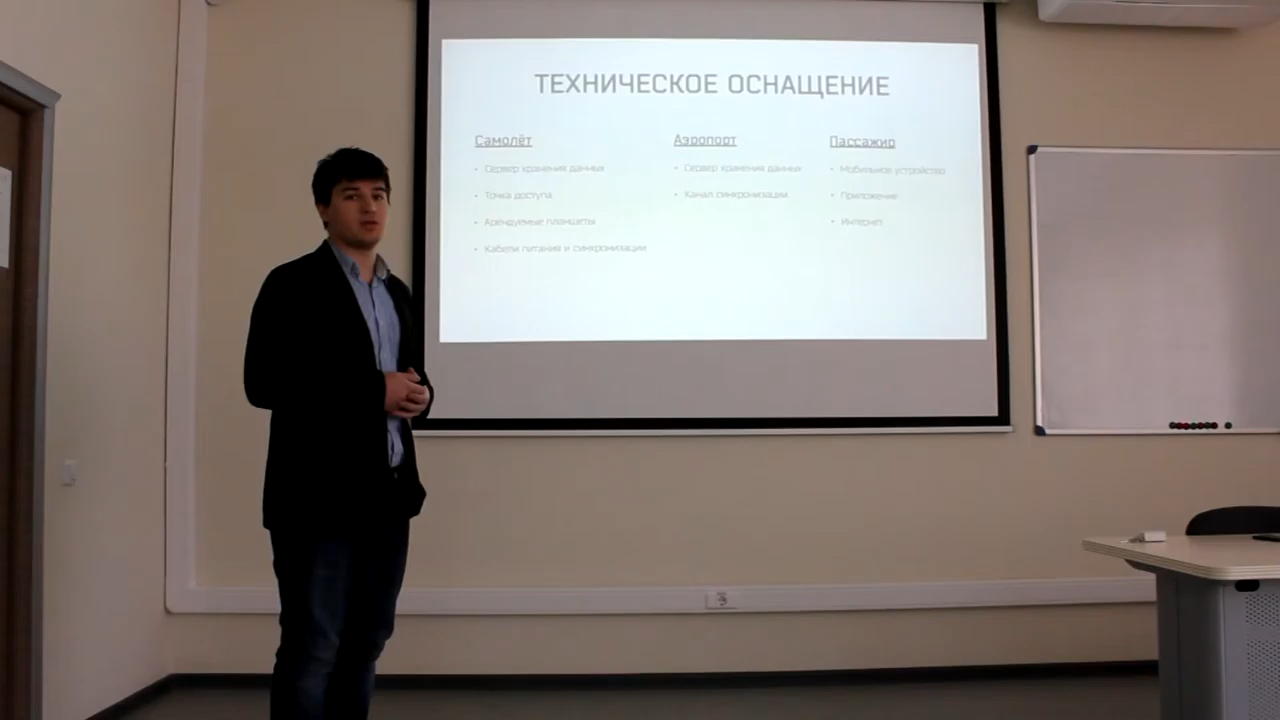 ТЕХНИЧЕСКОЕ ОСНАЩЕНИЕ
Самолёт
• Сервер хранения данных
• Точка доступа
• Арендуемые планшеты
• Кабели питания и синхронизации
Аэропорт
• Сервер хранения данных
• Канал синхронизации
Пассажир
• Мобильное устройство
• Приложение
• Интернет